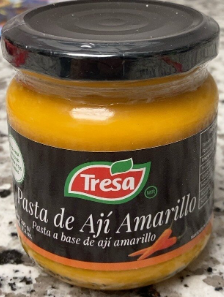 Tresa
Pasta de Ají Amarillo
Pasta a base de ají amarillo